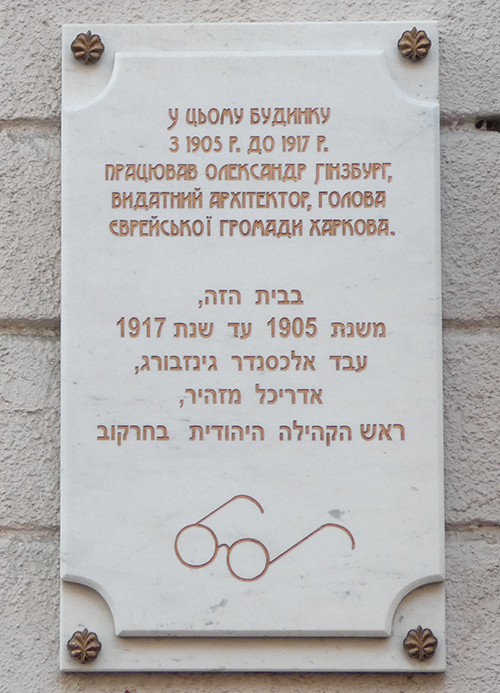 У ЦЬОМУ БУДИНКУ
З 1905 Р. ДО 1917 Р.
ПРАЦЮВАВ ОЛЕКСАНДР ГІНЗБУРГ,
ВИДАТНИЙ АРХІТЕКТОР, ГОЛОВА
ЄВРЕЙСЬКОЇ ГРОМАДИ ХАРКОВА.
בבית הזה,
משנת 1905 עד שנת 1917
עבד אלכסנדר גינזבורג,
אדריכל מזהיר,
ראש הקהילה היהודית בחרקוב